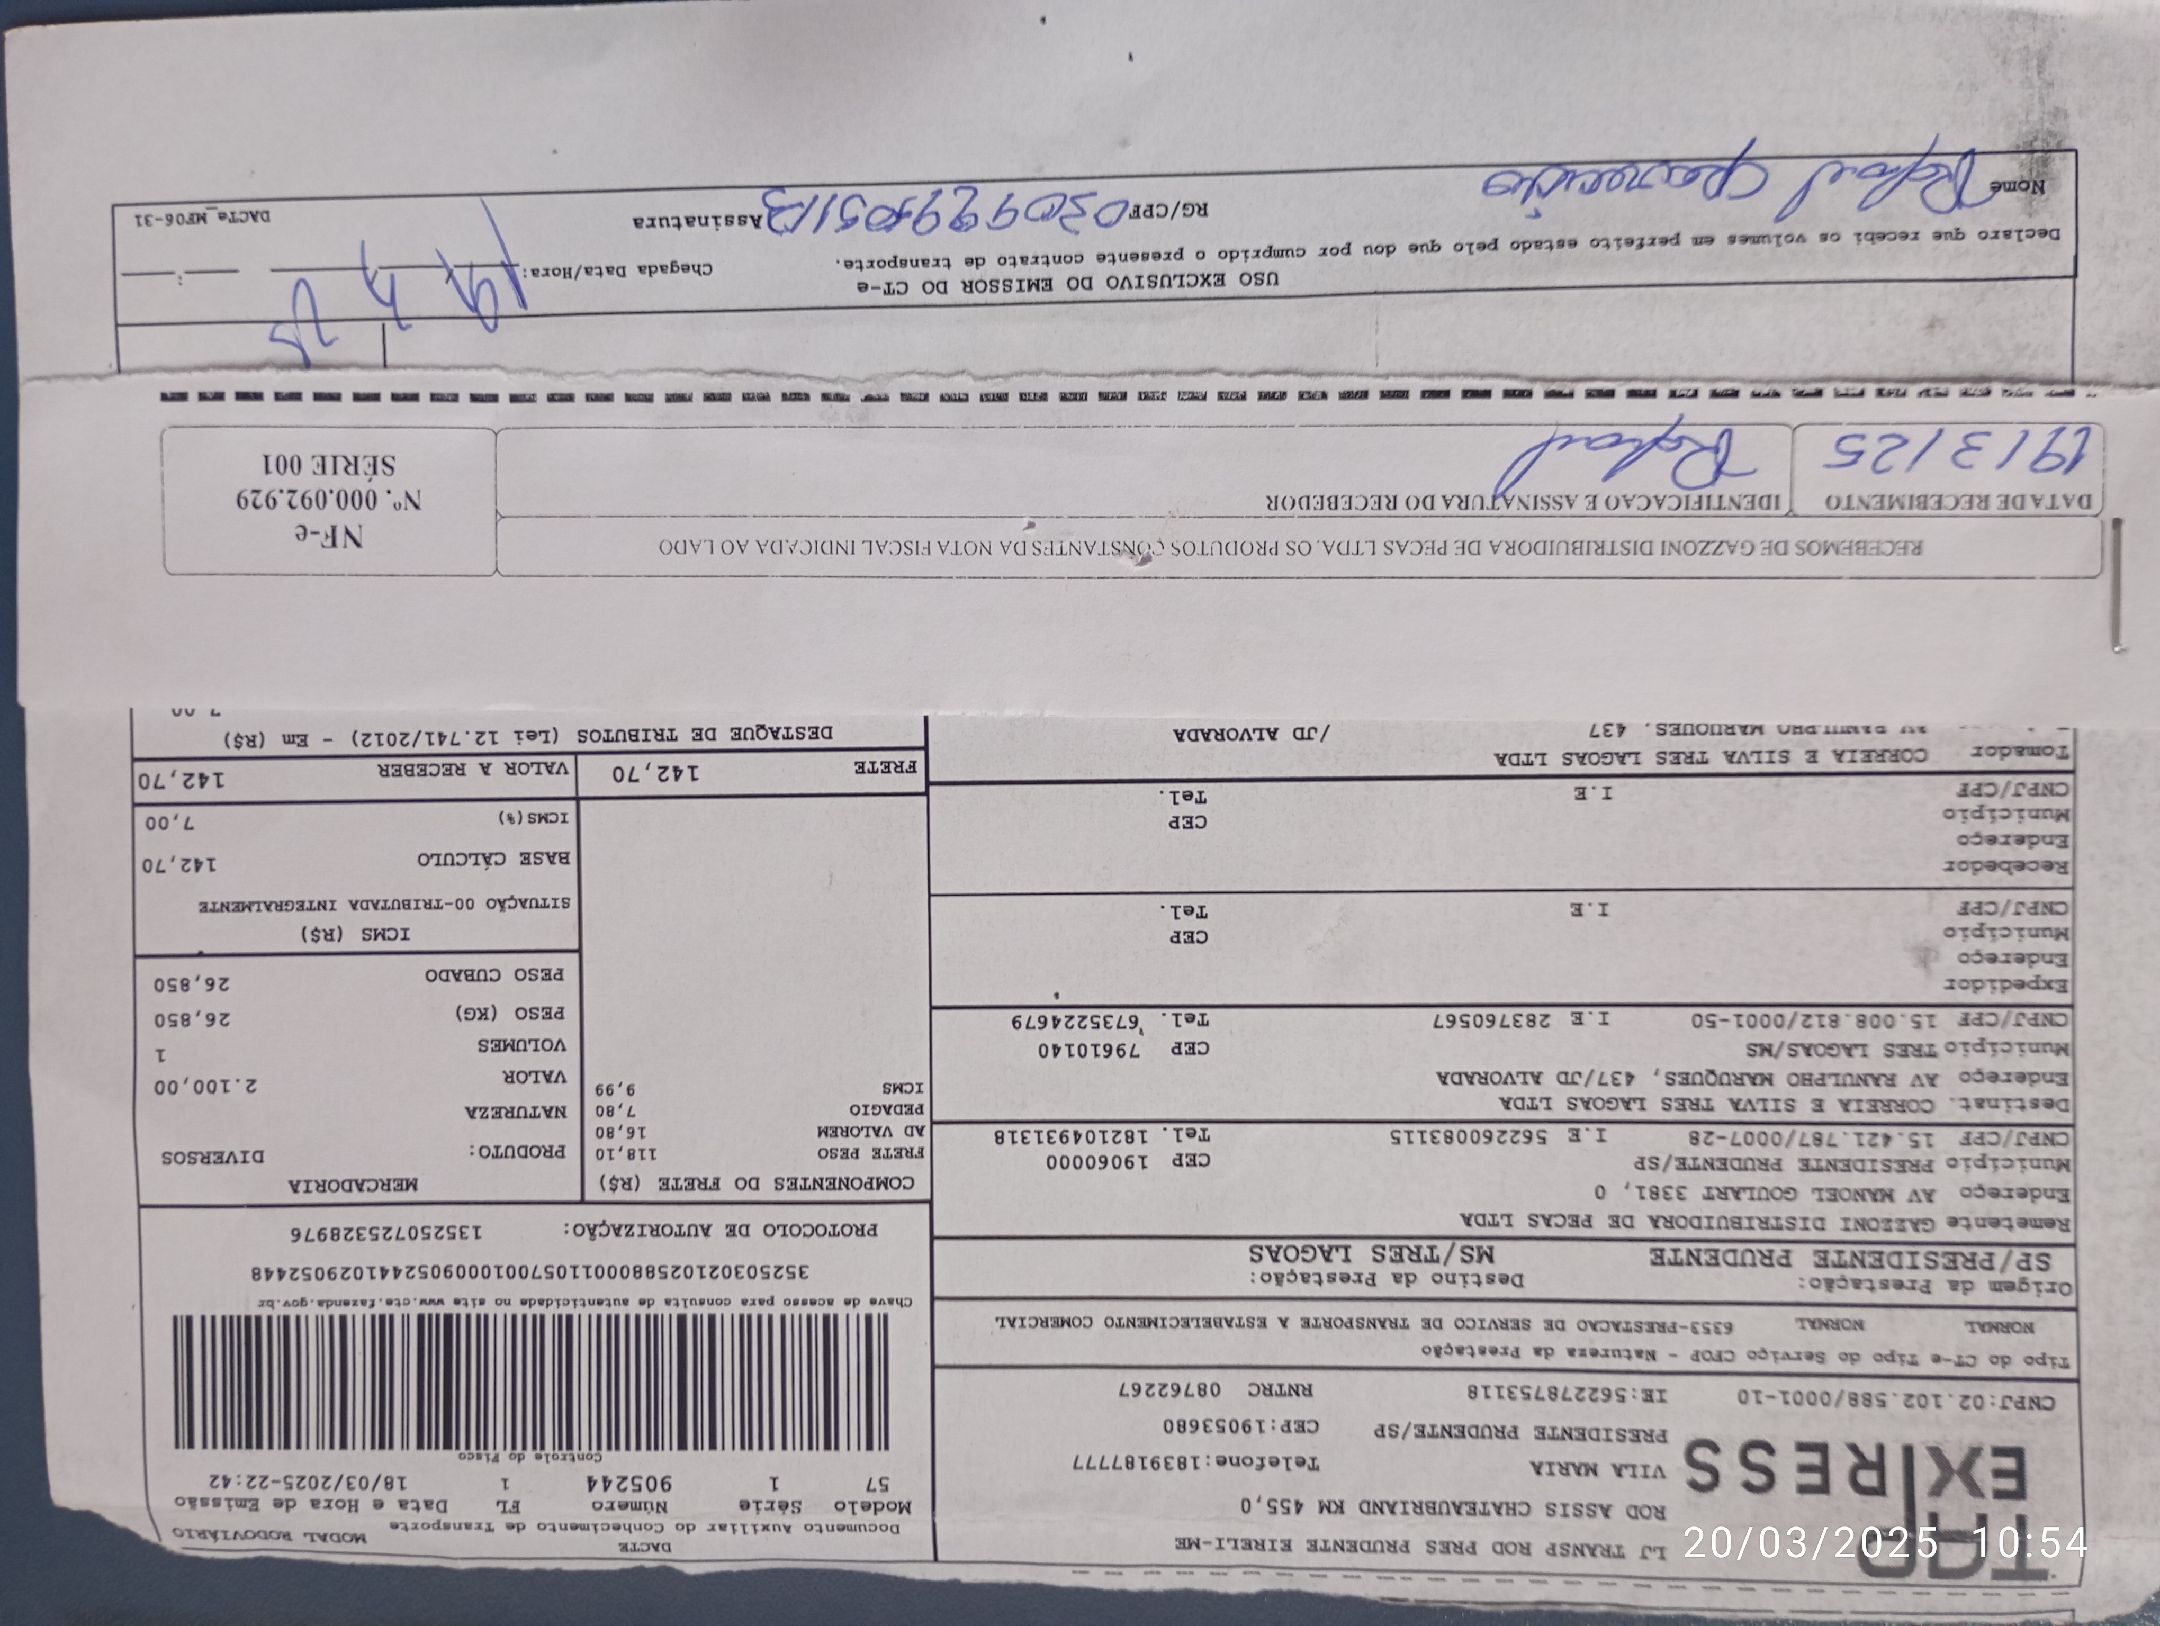 LJ TRANSP ROD PRES PRUDENTE EIRELI-ME
ROD ASSIS CHATEAUBRIAND KM 455,0
VILA MARIA Telefone:1839187777
PRESIDENTE PRUDENTE/SP CEP:19053680
CNPJ:02.102.588/0001-10 IE:562278753118 RNTRC 08762267
EXPRESS
DACTE
Documento Auxiliar do Conhecimento de Transporte MODAL RODOVIÁRIO
Modelo Série Número FL Data e Hora de Emissão
57 1 905244 1 18/03/2025-22:42
Controle do Fisco
Chave de acesso para consulta de autenticidade no site www.cte.fazenda.gov.br
35250302102588000110570010009052441029052448
PROTOCOLO DE AUTORIZAÇÃO: 135250725328976
Tipo do CT-e Tipo do Serviço CFOP - Natureza da Prestação
NORMAL NORMAL 6353-PRESTACAO DE SERVICO DE TRANSPORTE A ESTABELECIMENTO COMERCIAL
Origem da Prestação: Destino da Prestação:
SP/PRESIDENTE PRUDENTE MS/TRES LAGOAS
Remetente GAZZONI DISTRIBUIDORA DE PECAS LTDA
Endereço AV MANOEL GOULART 3381, 0
Município PRESIDENTE PRUDENTE/SP CEP 19060000
CNPJ/CPF 15.421.787/0007-28 I.E 562260083115 Tel. 182104931318
Destinat. CORREIA E SILVA TRES LAGOAS LTDA
Endereço AV RANULPHO MARUQUES, 437/JD ALVORADA
Município TRES LAGOAS/MS CEP 79610140
CNPJ/CPF 15.008.812/0001-50 I.E 283760567 Tel. 6735224679
Expedidor
Endereço
Município CEP
CNPJ/CPF I.E Tel.
Recebedor
Endereço
Município CEP
CNPJ/CPF I.E Tel.
Tomador CORREIA E SILVA TRES LAGOAS LTDA
AV RANULPHO MARUQUES, 437 /JD ALVORADA
COMPONENTES DO FRETE (R$)
FRETE PESO 118,10
AD VALOREM 16,80
PEDAGIO 7,80
ICMS 9,99
MERCADORIA
PRODUTO: DIVERSOS
NATUREZA
VALOR 2.100,00
VOLUMES 1
PESO (KG) 26,850
PESO CUBADO 26,850
ICMS (R$)
SITUAÇÃO 00-TRIBUTADA INTEGRALMENTE
BASE CÁLCULO 142,70
ICMS(%) 7,00
FRETE 142,70 VALOR A RECEBER 142,70
DESTAQUE DE TRIBUTOS (Lei 12.741/2012) - Em (R$)
RECEBEMOS DE GAZZONI DISTRIBUIDORA DE PECAS LTDA. OS PRODUTOS CONSTANTES DA NOTA FISCAL INDICADA AO LADO
DATA DE RECEBIMENTO IDENTIFICACAO E ASSINATURA DO RECEBEDOR
19/3/25 Rafael
NF-e
Nº. 000.092.929
SÉRIE 001
USO EXCLUSIVO DO EMISSOR DO CT-e
Declaro que recebi os volumes em perfeito estado pelo que dou por cumprido o presente contrato de transporte.
Chegada Data/Hora:
Nome Rafael Aparecido RG/CPF Assinatura
DACTe_MF06-31
20/03/2025 10:54